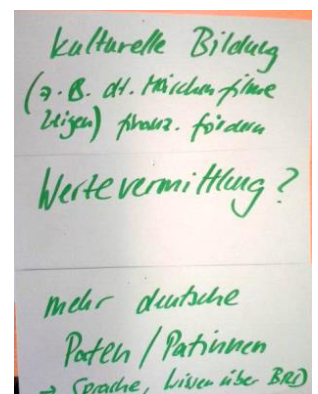 kulturelle Bildung
(z. B. dt. Märchenfilme
zeigen) finanz. fördern
Wertevermittlung?
mehr deutsche
Paten / Patinnen
→ Sprache, Wissen über BRD